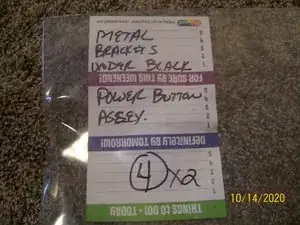 METAL
BRACKETS
UNDER BLACK
FOR SURE BY THIS WEEKEND!
POWER BUTTON
ASSEY.
DEFINITELY BY TOMORROW!
4 x2
THINGS TO DO! - TODAY
10/14/2020